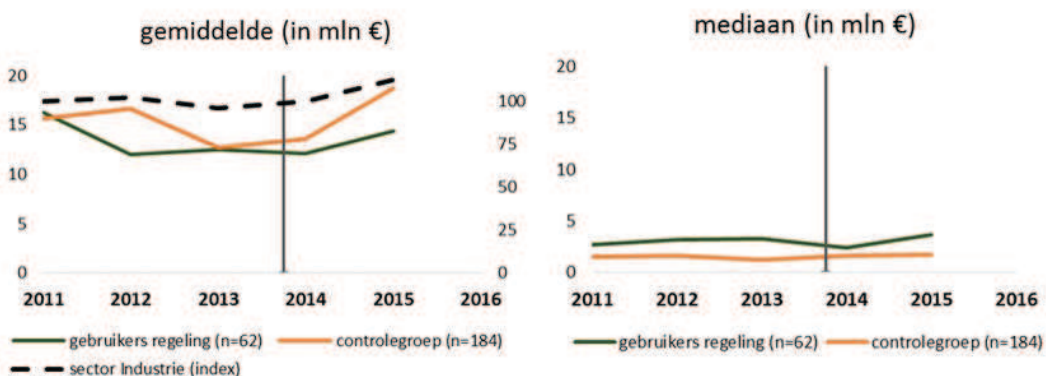 gemiddelde (in mln €)
20
15
10
5
0
100
75
50
25
0
2011 2012 2013 2014 2015 2016
gebruikers regeling (n=62) controlegroep (n=184)
sector Industrie (index)
mediaan (in mln €)
20
15
10
5
0
2011 2012 2013 2014 2015 2016
gebruikers regeling (n=62) controlegroep (n=184)